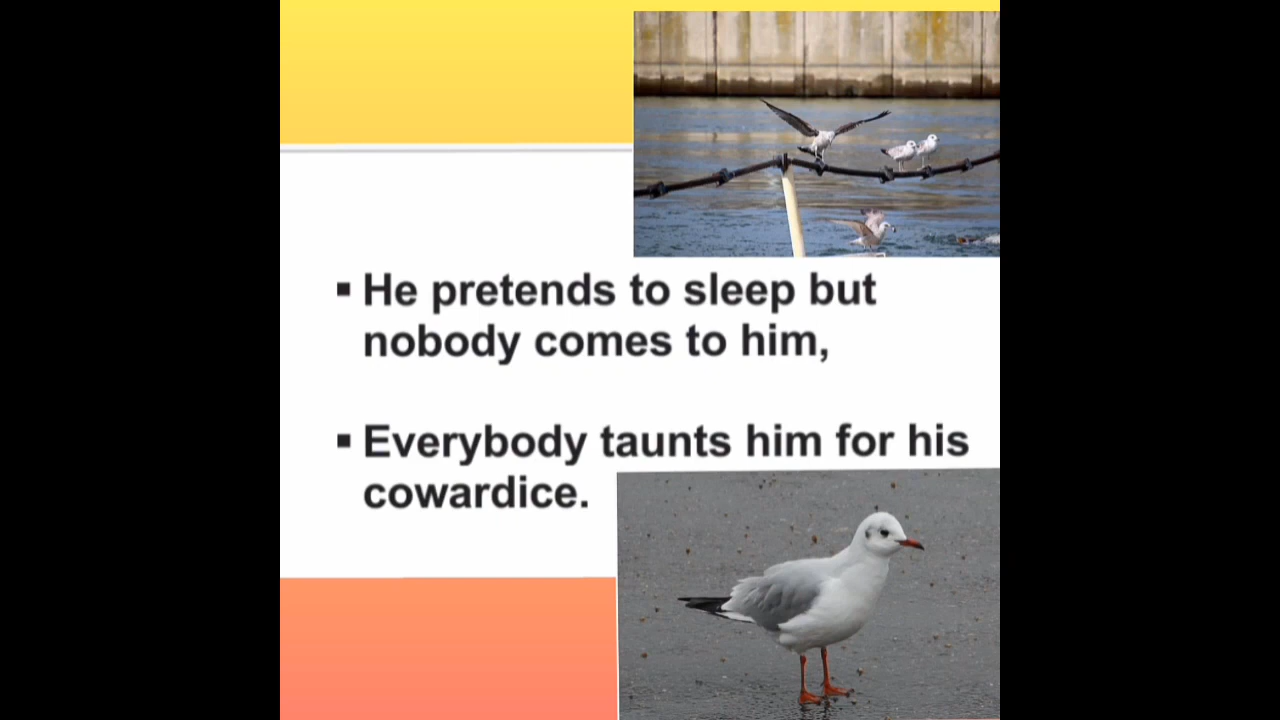 ▪ He pretends to sleep but
nobody comes to him,
▪ Everybody taunts him for his
cowardice.